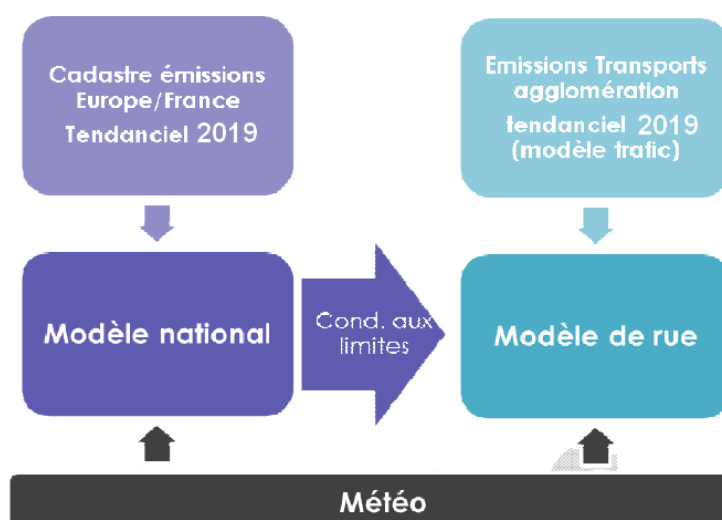 Cadastre émissions
Europe/France
Tendanciel 2019
Emissions Transports
agglomération
tendanciel 2019
(modèle trafic)
Modèle national
Cond. aux
limites
Modèle de rue
Météo